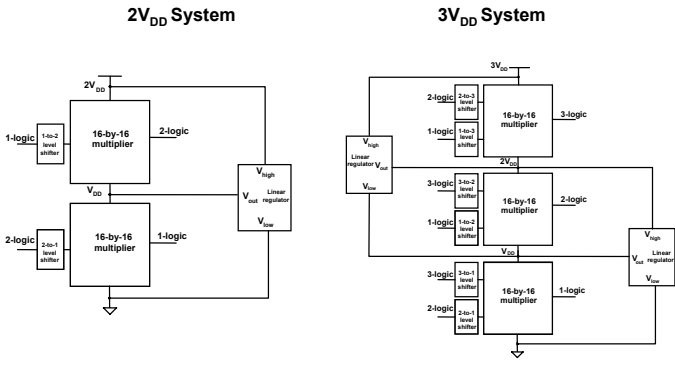 2V_DD System
3V_DD System
2V_DD
1-logic
1-to-2
level
shifter
16-by-16
multiplier
2-logic
V_high
V_DD
V_out
Linear
regulator
V_low
2-logic
2-to-1
level
shifter
16-by-16
multiplier
1-logic
3V_DD
2-logic
2-to-3
level
shifter
1-logic
1-to-3
level
shifter
16-by-16
multiplier
3-logic
V_high
Linear
regulator
V_out
V_low
2V_DD
3-logic
3-to-2
level
shifter
1-logic
1-to-2
level
shifter
16-by-16
multiplier
2-logic
V_DD
V_high
V_out
Linear
regulator
V_low
3-logic
3-to-1
level
shifter
2-logic
2-to-1
level
shifter
16-by-16
multiplier
1-logic